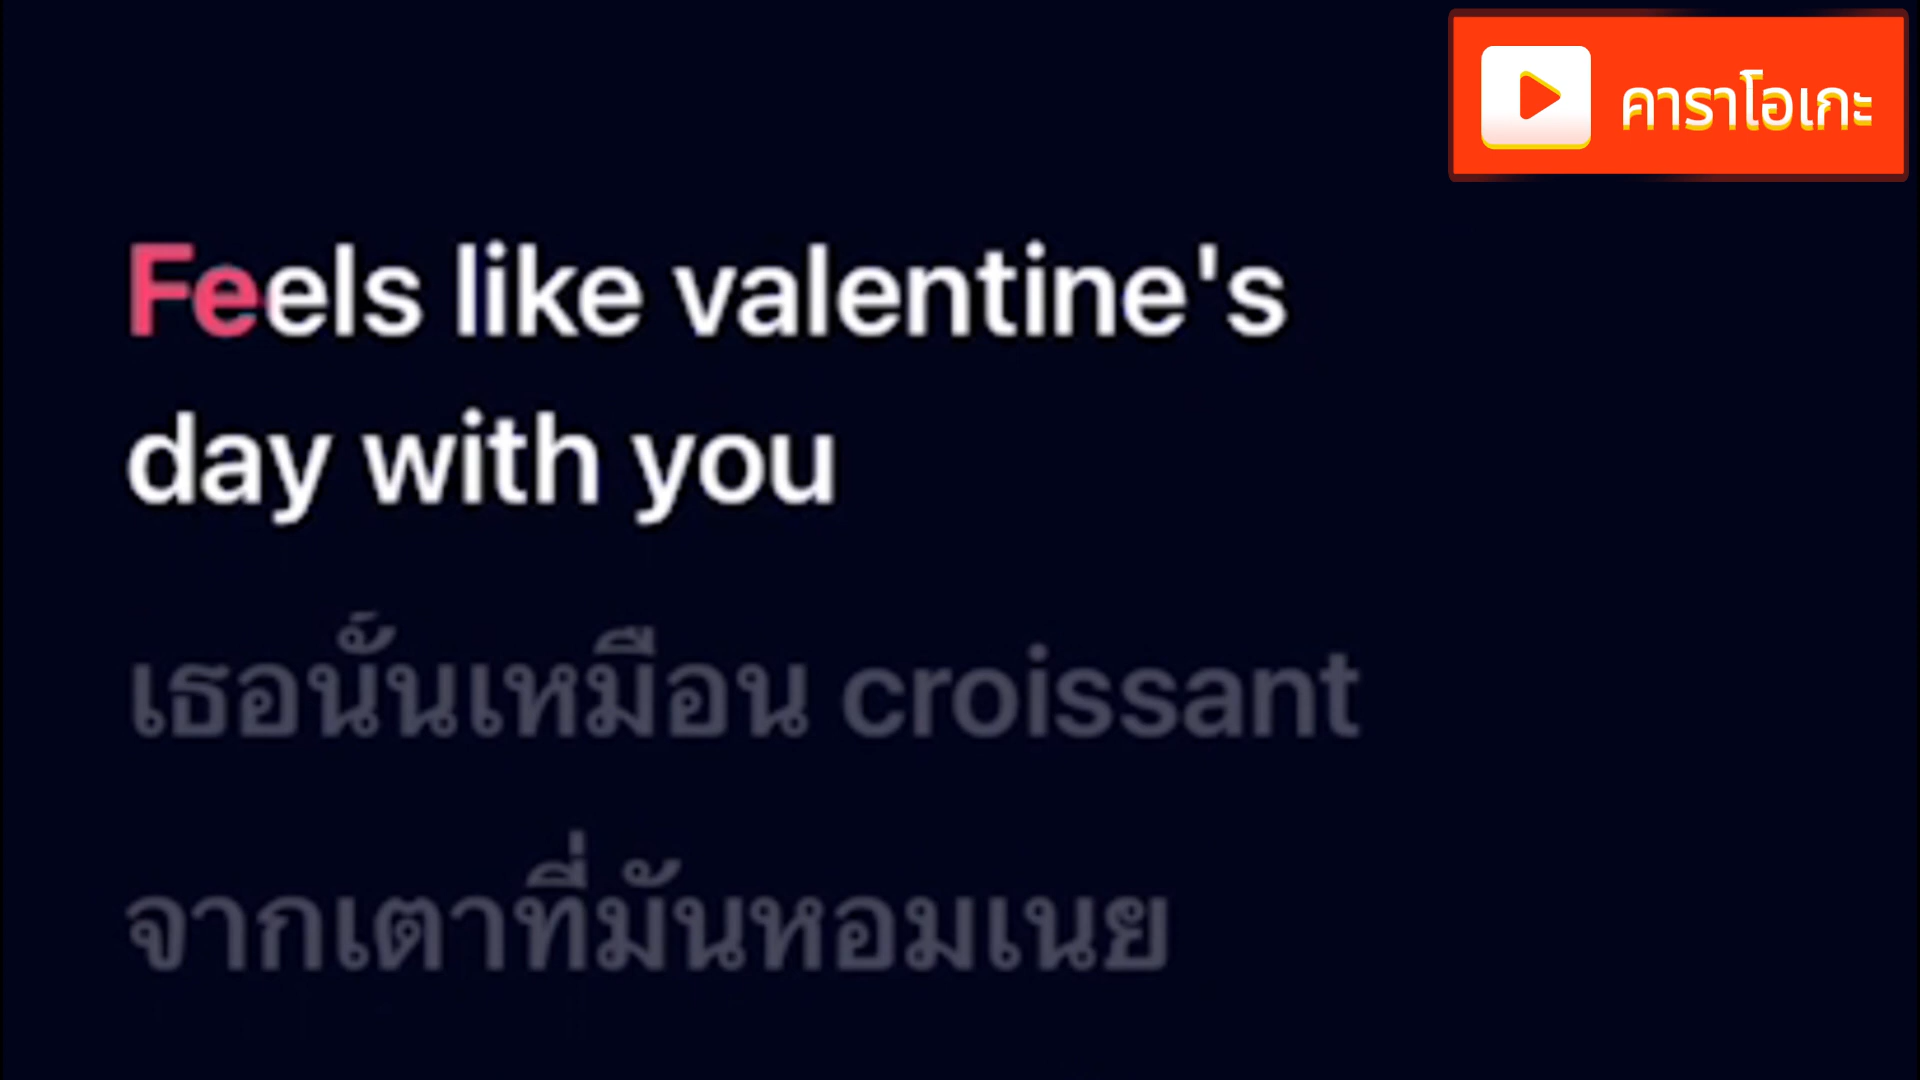 คาราโอเกะ
Feels like valentine's
day with you
เธอนั้นเหมือน croissant
จากเตาที่มันหอมเนย